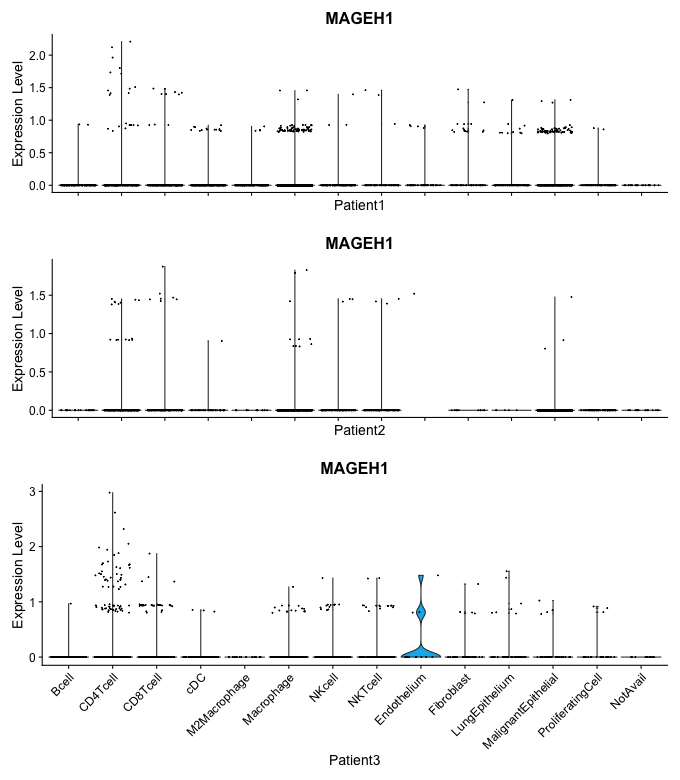 MAGEH1
Expression Level
2.0
1.5
1.0
0.5
0.0
Patient1
MAGEH1
Expression Level
1.5
1.0
0.5
0.0
Patient2
MAGEH1
Expression Level
3
2
1
0
Bcell
CD4Tcell
CD8Tcell
cDC
M2Macrophage
Macrophage
NKcell
NKTcell
Endothelium
Fibroblast
LungEpithelium
MalignantEpithelial
ProliferatingCell
NotAvail
Patient3